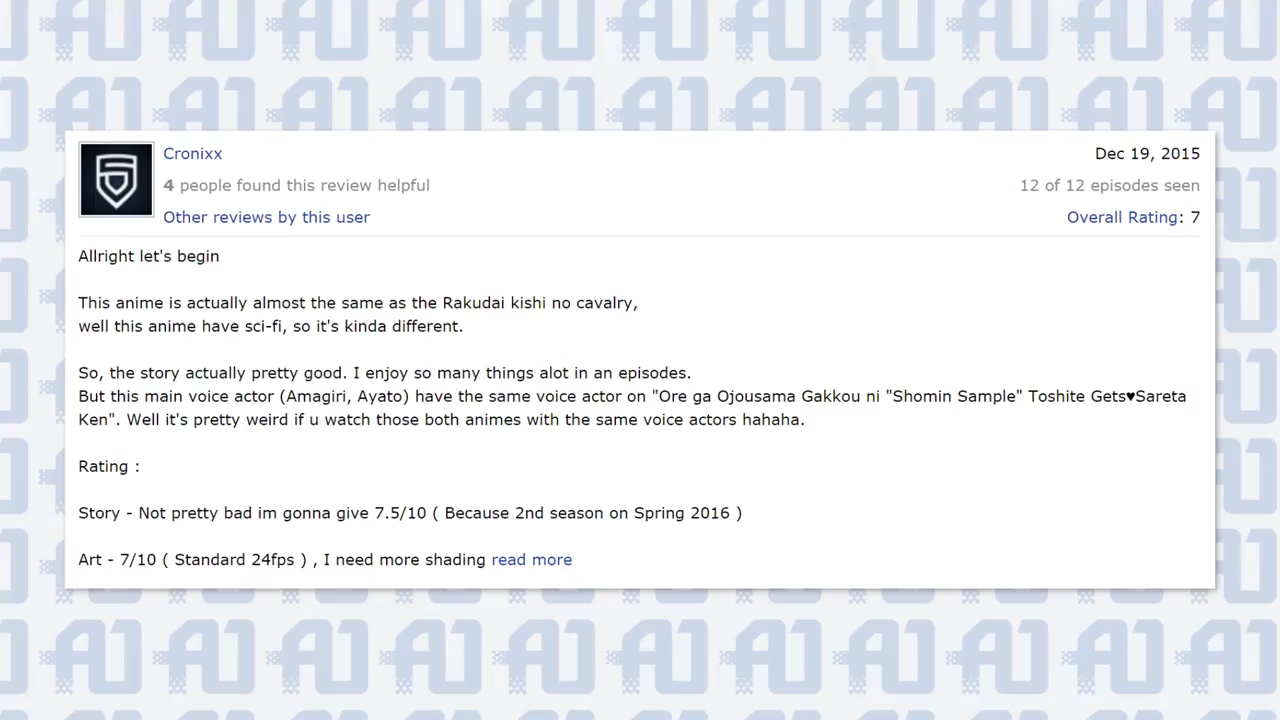 Cronixx
Dec 19, 2015
4 people found this review helpful
12 of 12 episodes seen
Other reviews by this user
Overall Rating: 7
Allright let's begin
This anime is actually almost the same as the Rakudai kishi no cavalry,
well this anime have sci-fi, so it's kinda different.
So, the story actually pretty good. I enjoy so many things alot in an episodes.
But this main voice actor (Amagiri, Ayato) have the same voice actor on "Ore ga Ojousama Gakkou ni "Shomin Sample" Toshite Gets♥Sareta
Ken". Well it's pretty weird if u watch those both animes with the same voice actors hahaha.
Rating :
Story - Not pretty bad im gonna give 7.5/10 ( Because 2nd season on Spring 2016 )
Art - 7/10 ( Standard 24fps ) , I need more shading read more